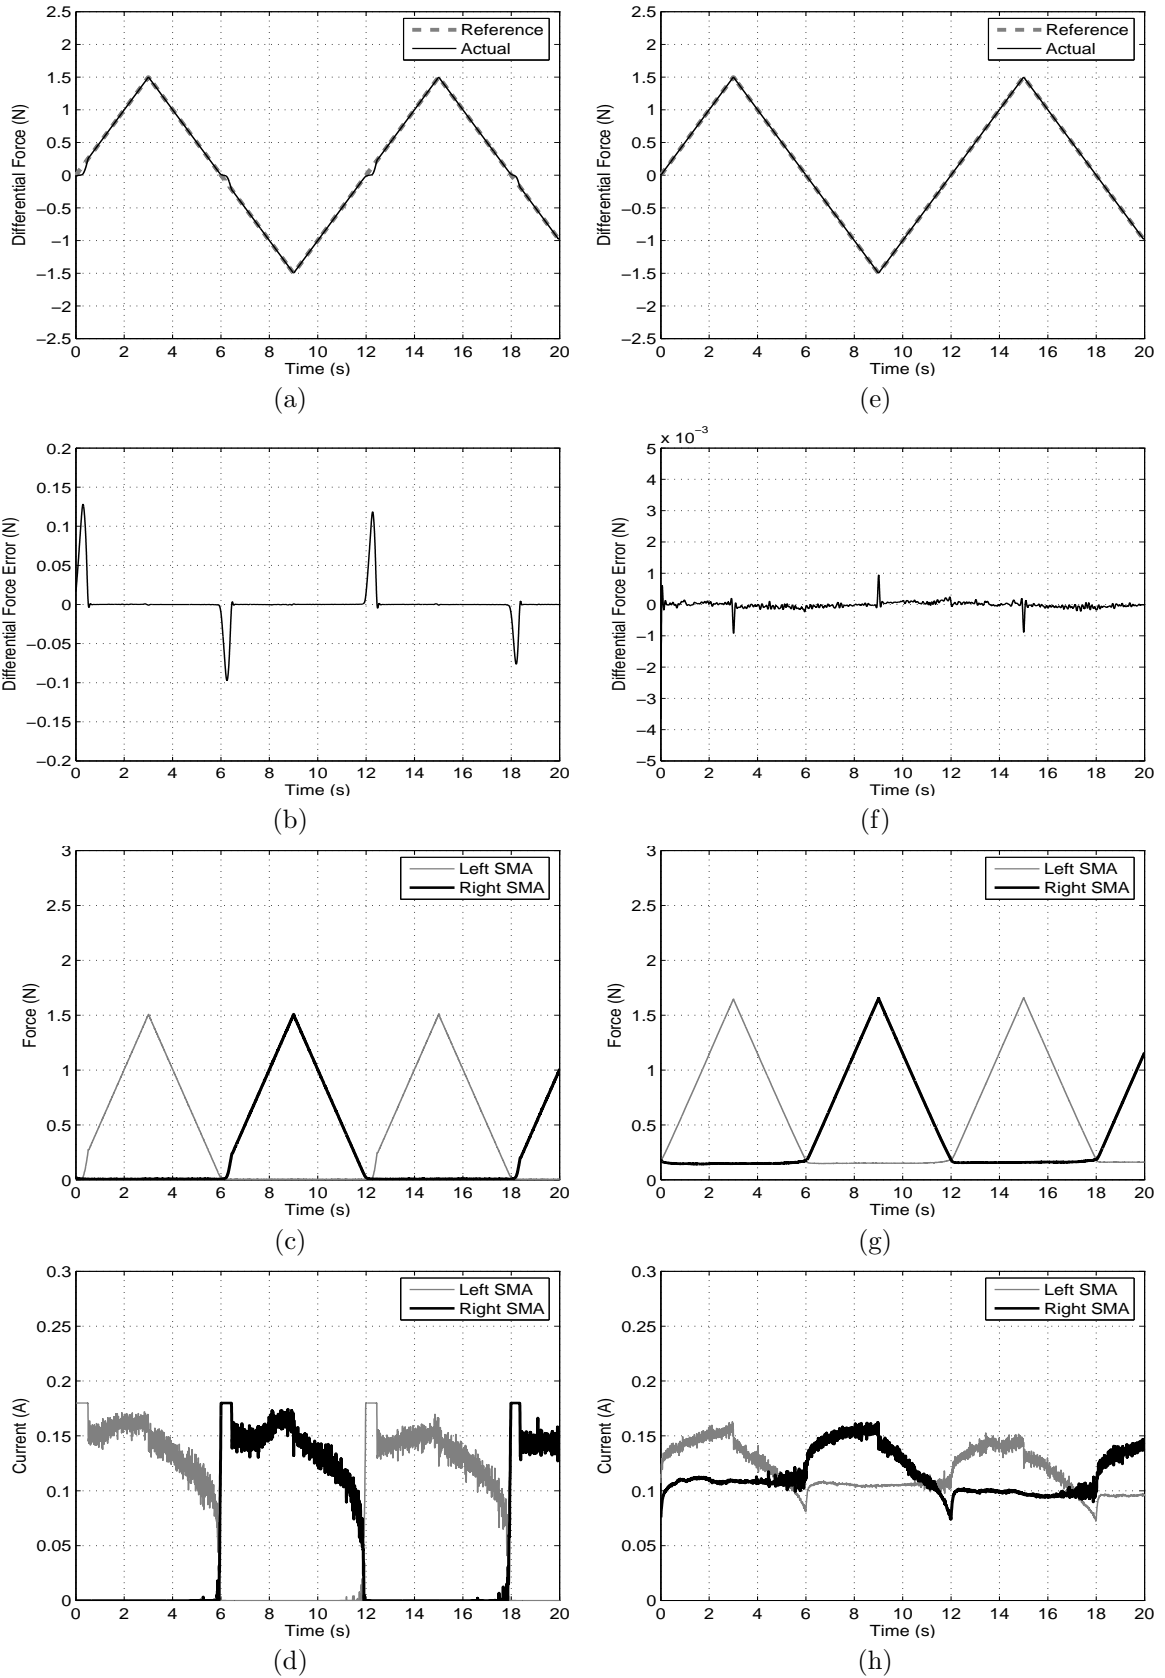 2.5
2
1.5
1
0.5
0
−0.5
−1
−1.5
−2
−2.5
Differential Force (N)
Reference
Actual
0 2 4 6 8 10 12 14 16 18 20
Time (s)
(a)
2.5
2
1.5
1
0.5
0
−0.5
−1
−1.5
−2
−2.5
Differential Force (N)
Reference
Actual
0 2 4 6 8 10 12 14 16 18 20
Time (s)
(e)
0.2
0.15
0.1
0.05
0
−0.05
−0.1
−0.15
−0.2
Differential Force Error (N)
0 2 4 6 8 10 12 14 16 18 20
Time (s)
(b)
x 10−3
5
4
3
2
1
0
−1
−2
−3
−4
−5
Differential Force Error (N)
0 2 4 6 8 10 12 14 16 18 20
Time (s)
(f)
3
2.5
2
1.5
1
0.5
0
Force (N)
Left SMA
Right SMA
0 2 4 6 8 10 12 14 16 18 20
Time (s)
(c)
3
2.5
2
1.5
1
0.5
0
Force (N)
Left SMA
Right SMA
0 2 4 6 8 10 12 14 16 18 20
Time (s)
(g)
0.3
0.25
0.2
0.15
0.1
0.05
0
Current (A)
Left SMA
Right SMA
0 2 4 6 8 10 12 14 16 18 20
Time (s)
(d)
0.3
0.25
0.2
0.15
0.1
0.05
0
Current (A)
Left SMA
Right SMA
0 2 4 6 8 10 12 14 16 18 20
Time (s)
(h)